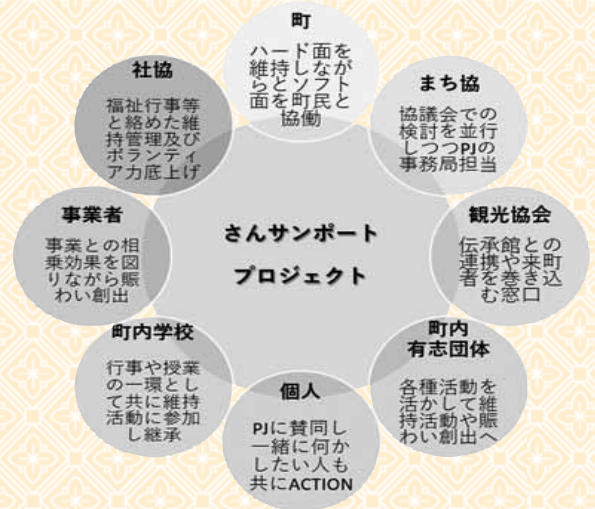 町
ハード面を
維持しなが
らとソフト
面を町民と
協働
まち協
協議会での
検討を並行
しつつPJの
事務局担当
観光協会
伝承館との
連携や来町
者を巻き込
む窓口
町内
有志団体
各種活動を
活かして維
持活動や賑
わい創出へ
個人
PJに賛同し
一緒に何か
したい人も
共にACTION
町内学校
行事や授業
の一環とし
て共に維持
活動に参加
し継承
事業者
事業との相
乗効果を図
りながら賑
わい創出
社協
福祉行事等
と絡めた維
持管理及び
ボランティ
ア力底上げ
さんサンポート
プロジェクト